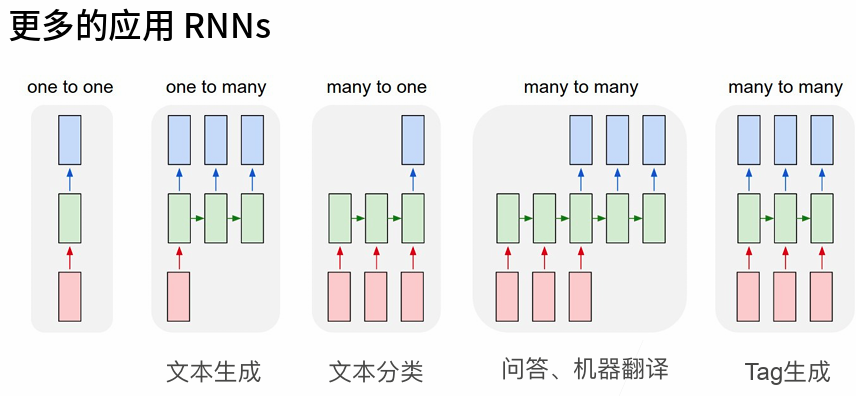 更多的应用 RNNs
one to one
one to many
many to one
many to many
many to many
文本生成
文本分类
问答、机器翻译
Tag生成